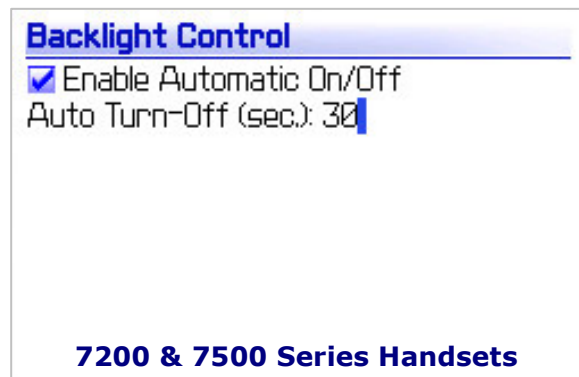 Backlight Control
Enable Automatic On/Off
Auto Turn-Off (sec.): 30
7200 & 7500 Series Handsets